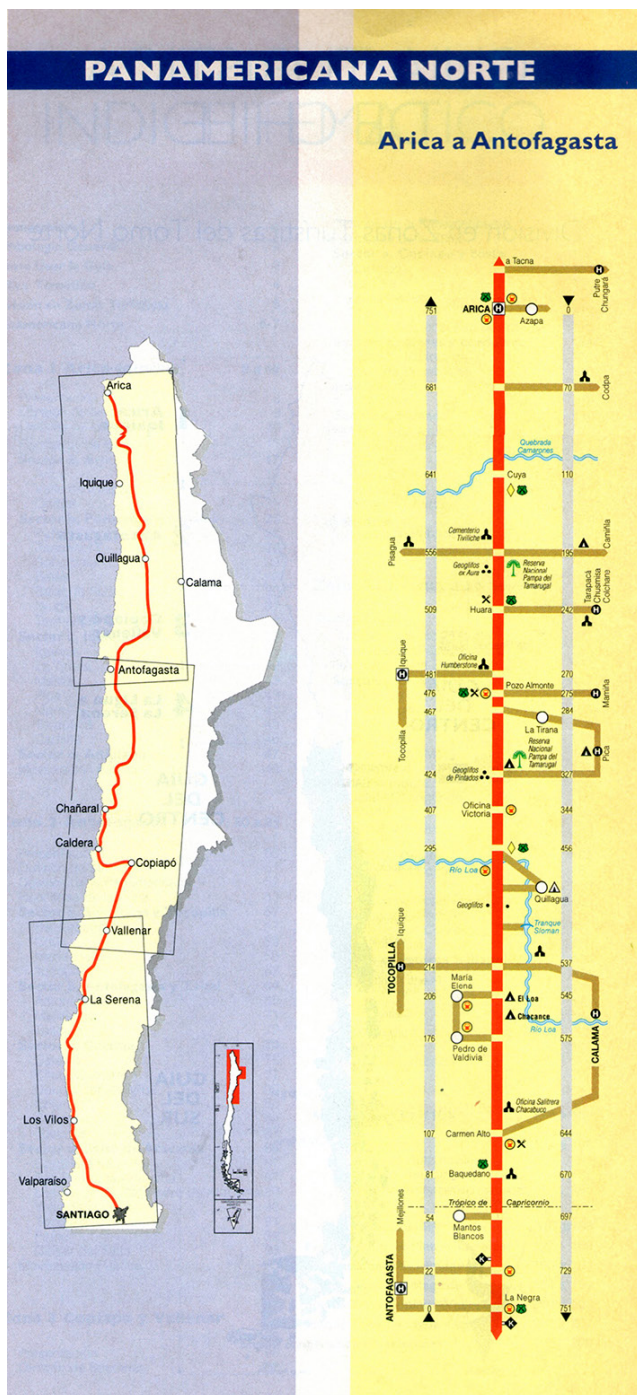 PANAMERICANA NORTE
Arica a Antofagasta
Arica
Iquique
Quillagua
Calama
Antofagasta
Chañaral
Caldera
Copiapó
Vallenar
La Serena
Los Vilos
Valparaíso
SANTIAGO
a Tacna
Putre
Chungará
751
ARICA
Azapa
0
681
70
Codpa
Quebrada
Camarones
641
Cuya
110
Pisagua
Cementerio
Tiviliche
Camiña
556
195
Geoglifos
ex Aura
Reserva
Nacional
Pampa del
Tamarugal
Tarapacá
Chusmisa
Colchane
509
Huara
242
Iquique
Oficina
Humberstone
481
270
Pozo Almonte
476
275
Mamiña
467
284
La Tirana
Tocopilla
Reserva
Nacional
Pampa del
Tamarugal
Pica
424
Geoglifos
de Pintados
327
407
Oficina
Victoria
344
295
456
Río Loa
Quillagua
Iquique
Geoglifos
Tranque
Sloman
TOCOPILLA
214
537
María
Elena
206
El Loa
545
Chacance
Río Loa
176
Pedro de
Valdivia
575
CALAMA
Oficina Salitrera
Chacabuco
107
Carmen Alto
644
81
Baquedano
670
Mejillones
Trópico de Capricornio
54
Mantos
Blancos
697
22
729
ANTOFAGASTA
La Negra
0
751